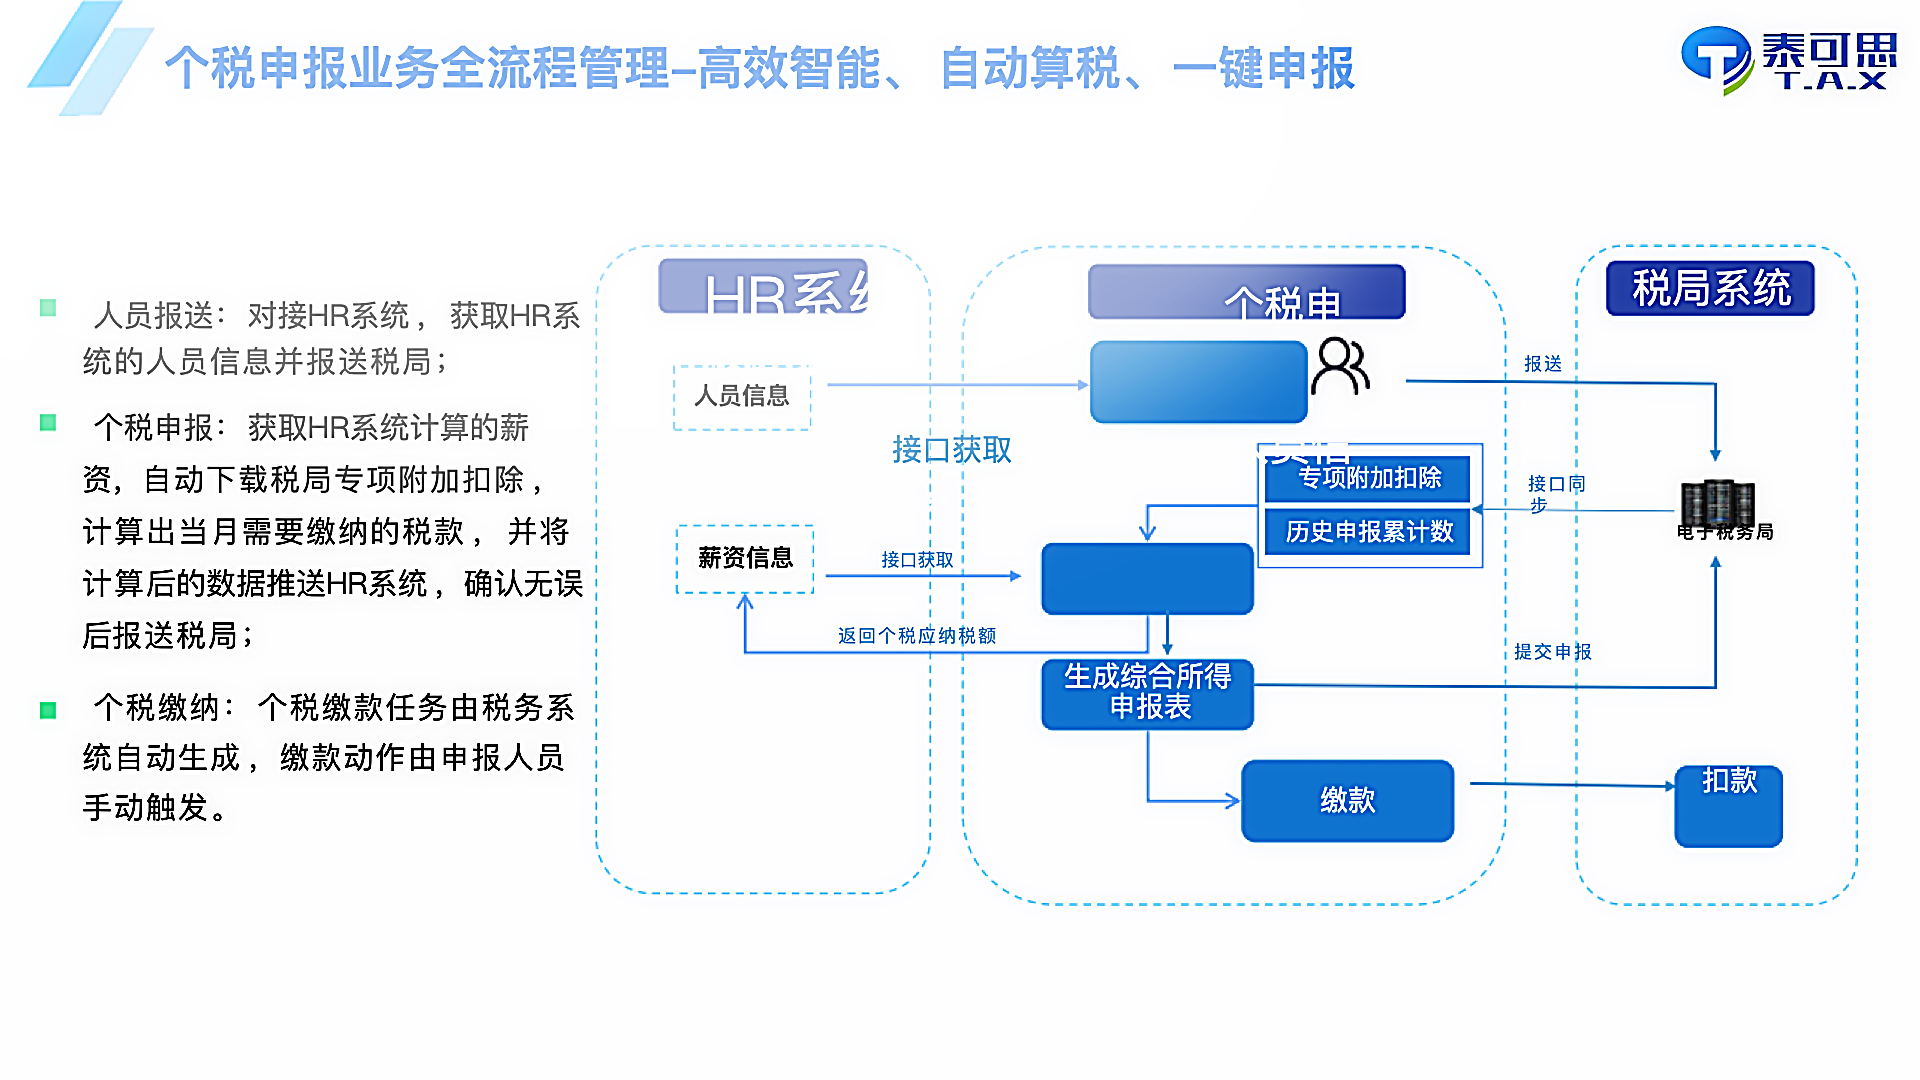 个税申报业务全流程管理–高效智能、自动算税、一键申报
泰可思
T.A.X
人员报送：对接HR系统，获取HR系
统的人员信息并报送税局；
个税申报：获取HR系统计算的薪
资，自动下载税局专项附加扣除，
计算出当月需要缴纳的税款，并将
计算后的数据推送HR系统，确认无误
后报送税局；
个税缴纳：个税缴款任务由税务系
统自动生成，缴款动作由申报人员
手动触发。
HR系统
人员信息
接口获取
薪资信息
接口获取
返回个税应纳税额
个税申
专项附加扣除
历史申报累计数
生成综合所得
申报表
缴款
税局系统
报送
接口同
步
电子税务局
提交申报
扣款